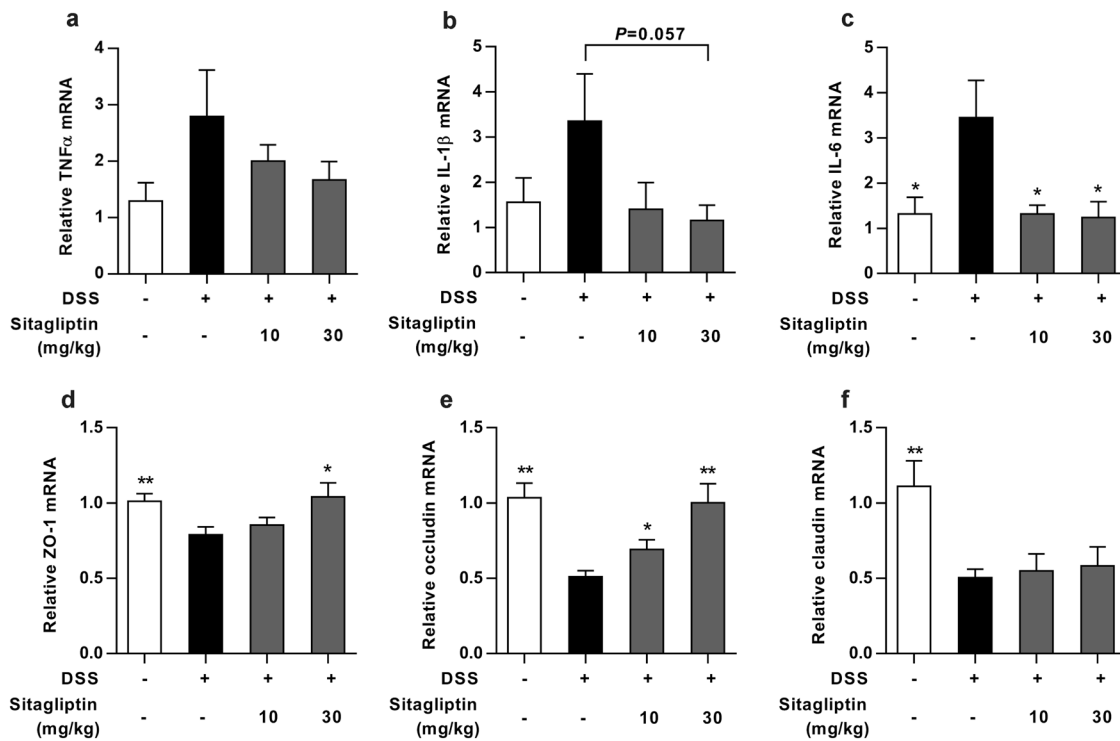 a
Relative TNFα mRNA
4
3
2
1
0
DSS - + + +
Sitagliptin
(mg/kg) - - 10 30
b
P=0.057
Relative IL-1β mRNA
5
4
3
2
1
0
DSS - + + +
Sitagliptin
(mg/kg) - - 10 30
c
Relative IL-6 mRNA
5
4
3
2
1
0
* * *
DSS - + + +
Sitagliptin
(mg/kg) - - 10 30
d
Relative ZO-1 mRNA
1.5
1.0
0.5
0.0
** *
DSS - + + +
Sitagliptin
(mg/kg) - - 10 30
e
Relative occludin mRNA
1.5
1.0
0.5
0.0
** * **
DSS - + + +
Sitagliptin
(mg/kg) - - 10 30
f
Relative claudin mRNA
1.5
1.0
0.5
0.0
**
DSS - + + +
Sitagliptin
(mg/kg) - - 10 30